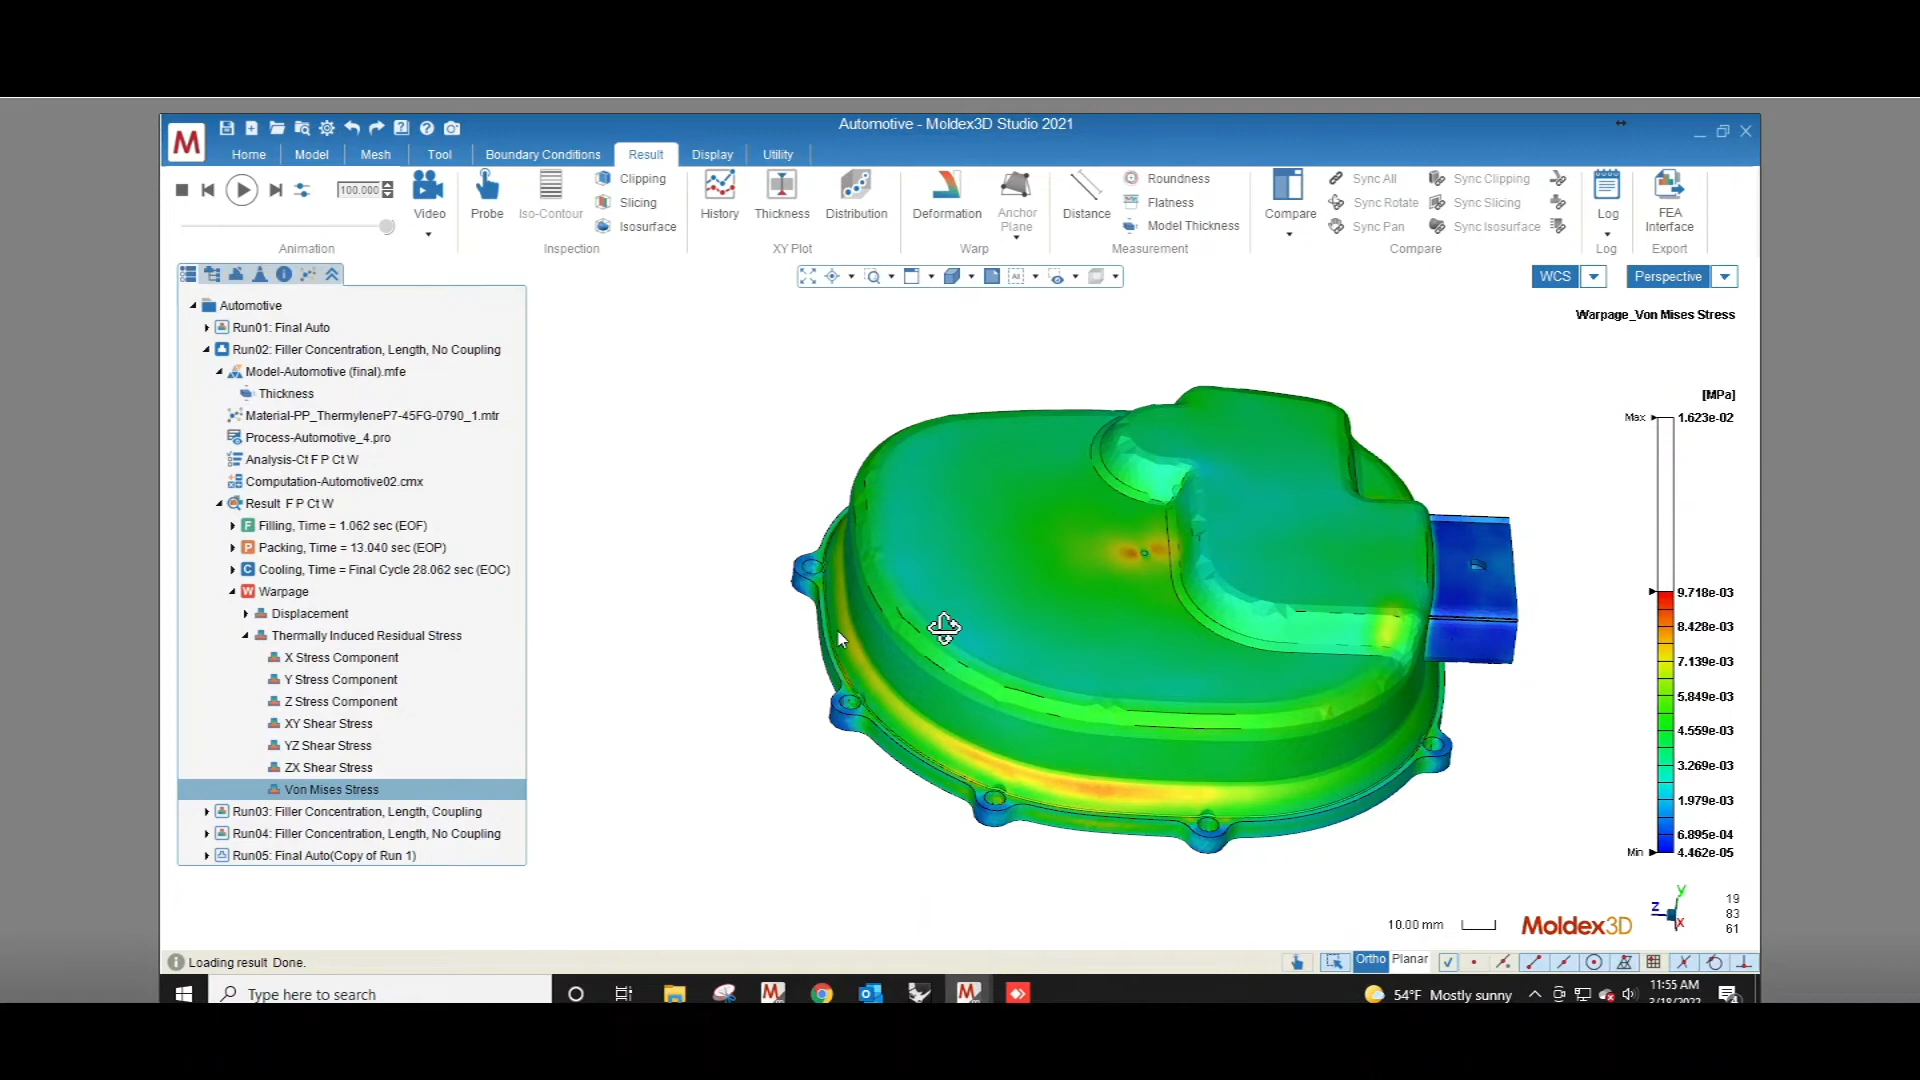 Automotive - Moldex3D Studio 2021
Home Model Mesh Tool Boundary Conditions Result Display Utility
100.000
Video
Animation
Probe
Iso-Contour
Clipping
Slicing
Isosurface
Inspection
History
Thickness
Distribution
XY Plot
Deformation
Anchor
Plane
Warp
Distance
Roundness
Flatness
Model Thickness
Measurement
Compare
Sync All
Sync Rotate
Sync Pan
Sync Clipping
Sync Slicing
Sync Isosurface
Compare
Log
Log
FEA
Interface
Export
WCS
Perspective
Automotive
Run01: Final Auto
Run02: Filler Concentration, Length, No Coupling
Model-Automotive (final).mfe
Thickness
Material-PP_ThermyleneP7-45FG-0790_1.mtr
Process-Automotive_4.pro
Analysis-Ct F P Ct W
Computation-Automotive02.cmx
Result F P Ct W
Filling, Time = 1.062 sec (EOF)
Packing, Time = 13.040 sec (EOP)
Cooling, Time = Final Cycle 28.062 sec (EOC)
Warpage
Displacement
Thermally Induced Residual Stress
X Stress Component
Y Stress Component
Z Stress Component
XY Shear Stress
YZ Shear Stress
ZX Shear Stress
Von Mises Stress
Run03: Filler Concentration, Length, Coupling
Run04: Filler Concentration, Length, No Coupling
Run05: Final Auto(Copy of Run 1)
Warpage_Von Mises Stress
[MPa]
Max 1.623e-02
9.718e-03
8.428e-03
7.139e-03
5.849e-03
4.559e-03
3.269e-03
1.979e-03
6.895e-04
Min 4.462e-05
10.00 mm
Moldex3D
y
z
x
19
83
61
Loading result Done.
Ortho Planar
Type here to search
54°F Mostly sunny
11:55 AM